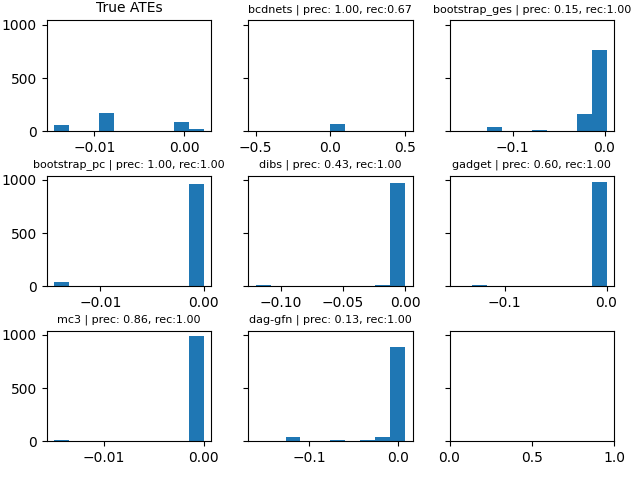 True ATEs
bcdnets | prec: 1.00, rec:0.67
bootstrap_ges | prec: 0.15, rec:1.00
1000
500
0
−0.01 0.00
−0.5 0.0 0.5
−0.1 0.0
bootstrap_pc | prec: 1.00, rec:1.00
dibs | prec: 0.43, rec:1.00
gadget | prec: 0.60, rec:1.00
1000
500
0
−0.01 0.00
−0.10 −0.05 0.00
−0.1 0.0
mc3 | prec: 0.86, rec:1.00
dag-gfn | prec: 0.13, rec:1.00
1000
500
0
−0.01 0.00
−0.1 0.0
0.0 0.5 1.0